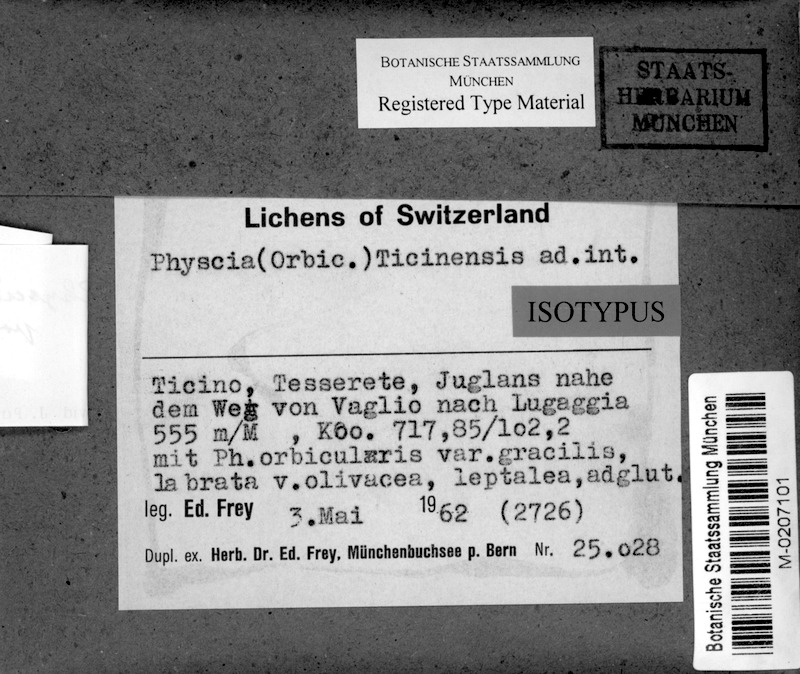 BOTANISCHE STAATSSAMMLUNG
MÜNCHEN
Registered Type Material
STAATS-
HERBARIUM
MÜNCHEN
Lichens of Switzerland
Physcia(Orbic.)Ticinensis ad.int.
ISOTYPUS
Ticino, Tesserete, Juglans nahe
dem Weg von Vaglio nach Lugaggia
555 m/M , Koo. 717,85/1o2,2
mit Ph.orbicularis var.gracilis,
labrata v.olivacea, leptalea,adglut.
leg. Ed. Frey 3.Mai 1962 (2726)
Dupl. ex. Herb. Dr. Ed. Frey, Münchenbuchsee p. Bern Nr. 25.o28
Botanische Staatssammlung München
M-0207101